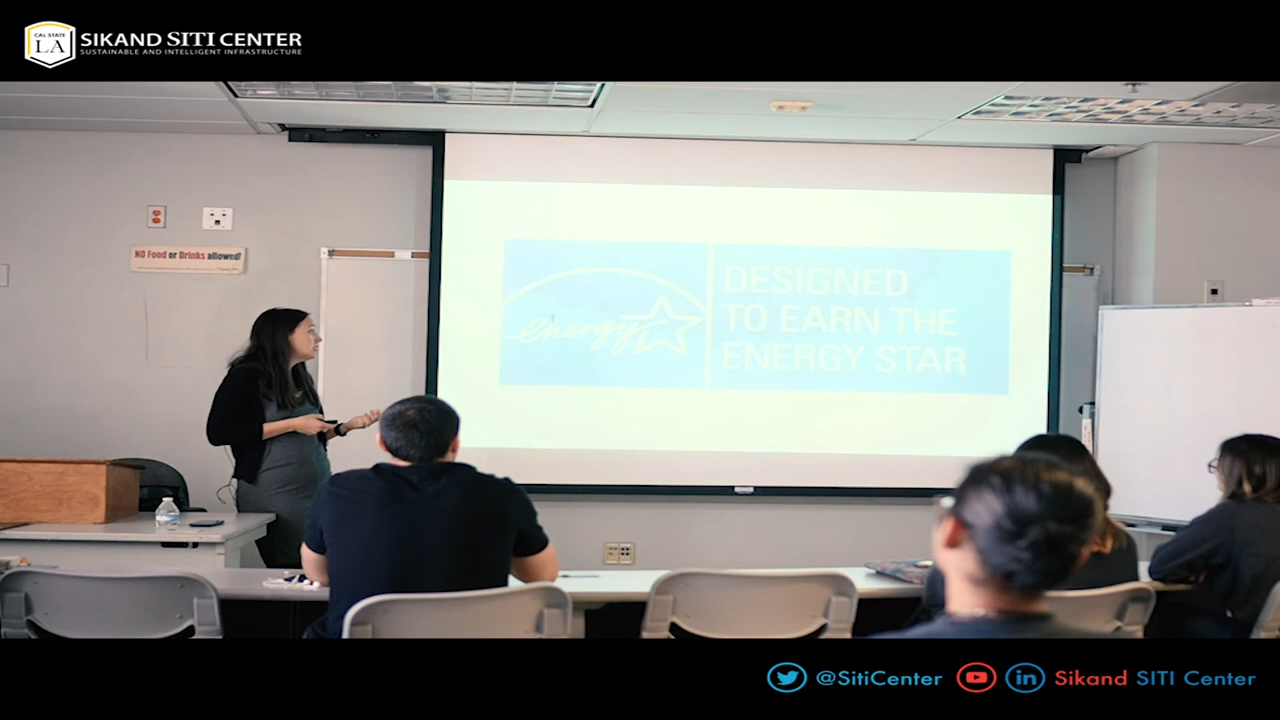 CAL STATE
LA
SIKAND SITI CENTER
SUSTAINABLE AND INTELLIGENT INFRASTRUCTURE
NO Food or Drinks allowed!
energy
DESIGNED
TO EARN THE
ENERGY STAR
@SitiCenter
in
Sikand SITI Center